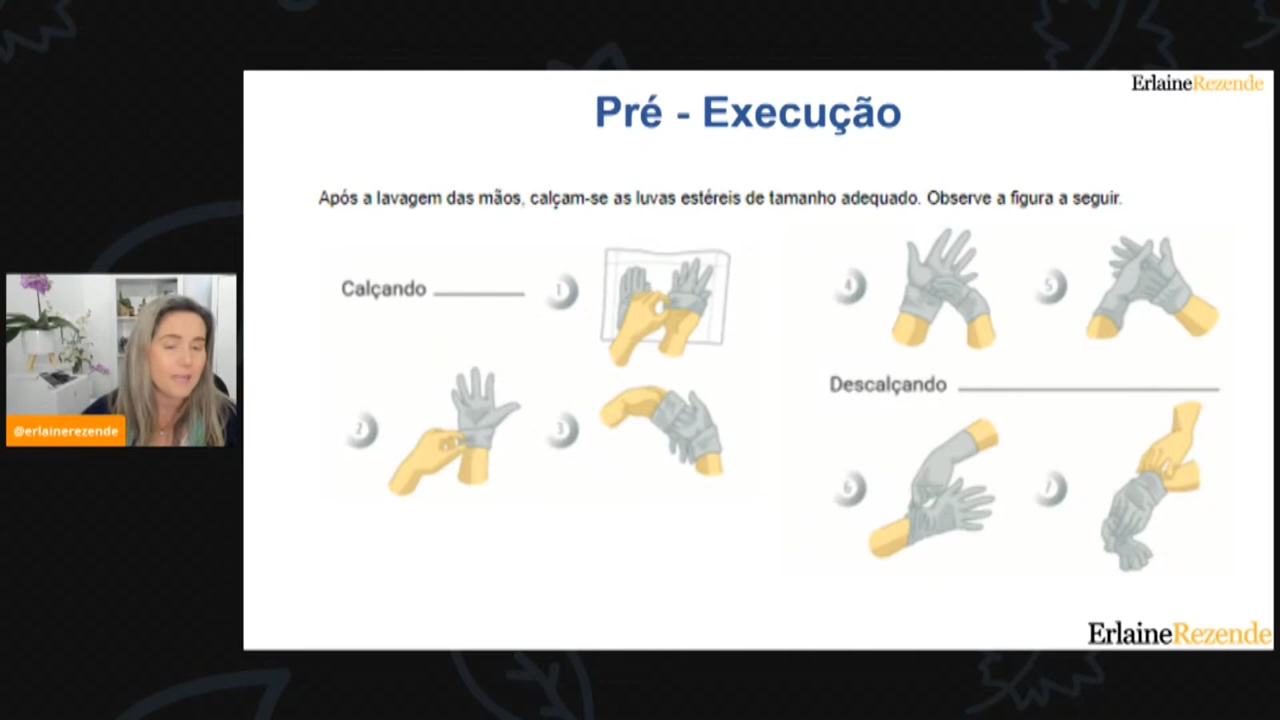 ErlaineRezende
Pré - Execução
Após a lavagem das mãos, calçam-se as luvas estéreis de tamanho adequado. Observe a figura a seguir.
Calçando
1
2
3
4
5
Descalçando
6
7
@erlainerezende
ErlaineRezende